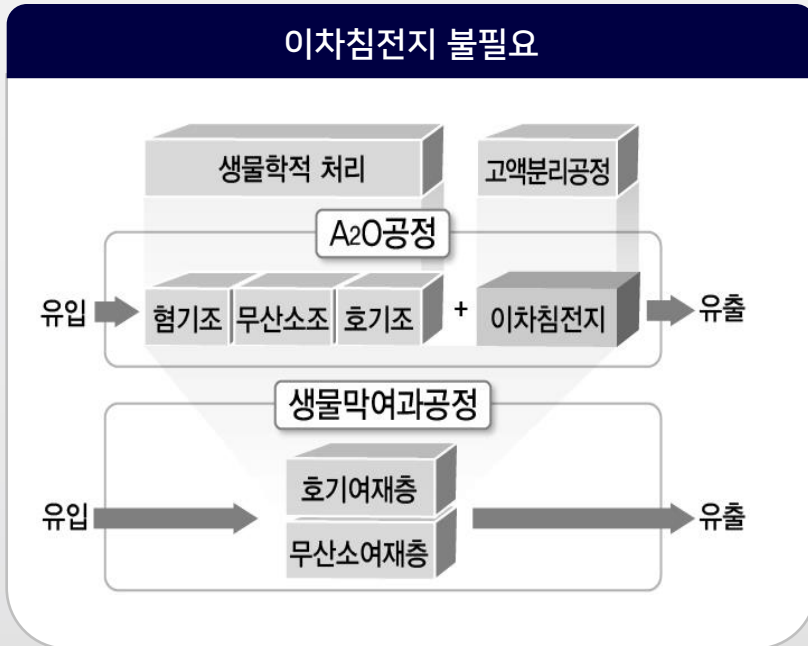 이차침전지 불필요
생물학적 처리
고액분리공정
A2O공정
유입
혐기조
무산소조
호기조
+
이차침전지
유출
생물막여과공정
유입
호기여재층
무산소여재층
유출